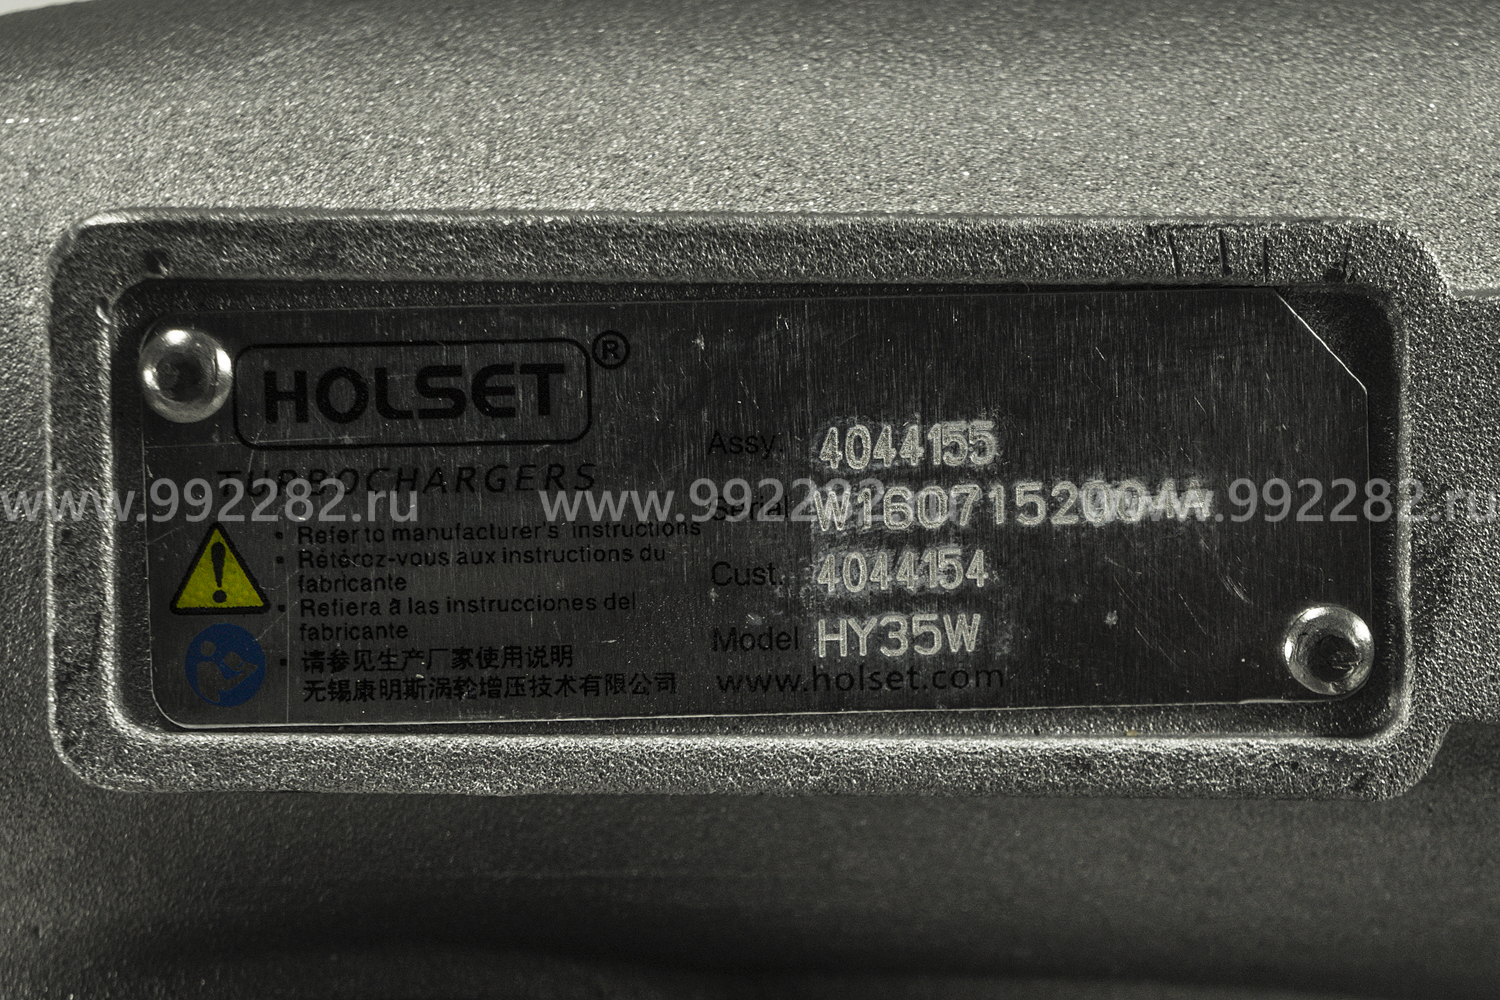 HOLSET®
TURBOCHARGERS
• Refer to manufacturer's instructions
• Rétérez-vous aux instructions du
fabricante
• Refiera ā las instrucciones del
fabricante
• 请参见生产厂家使用说明
无锡康明斯涡轮增压技术有限公司
Assy. 4044155
Serial
Cust. 4044154
Model HY35W
www.holset.com
www.992282.ru www.992282.ru www.992282.ru